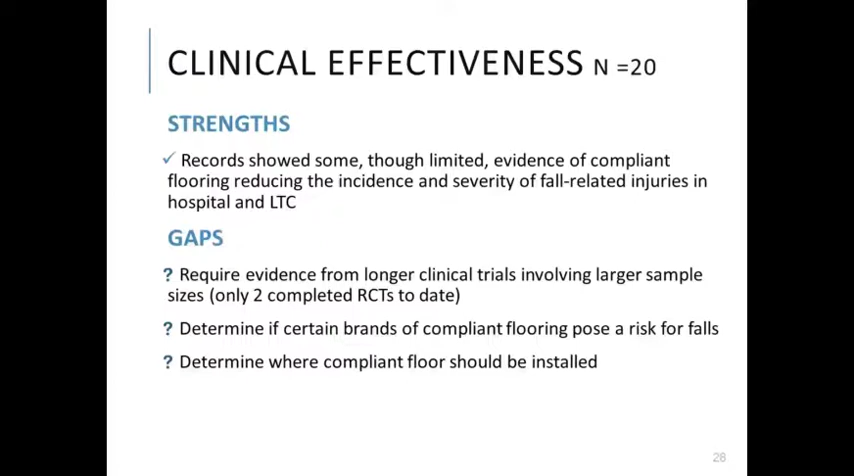 CLINICAL EFFECTIVENESS N =20
STRENGTHS
✓ Records showed some, though limited, evidence of compliant
flooring reducing the incidence and severity of fall-related injuries in
hospital and LTC
GAPS
? Require evidence from longer clinical trials involving larger sample
sizes (only 2 completed RCTs to date)
? Determine if certain brands of compliant flooring pose a risk for falls
? Determine where compliant floor should be installed
28